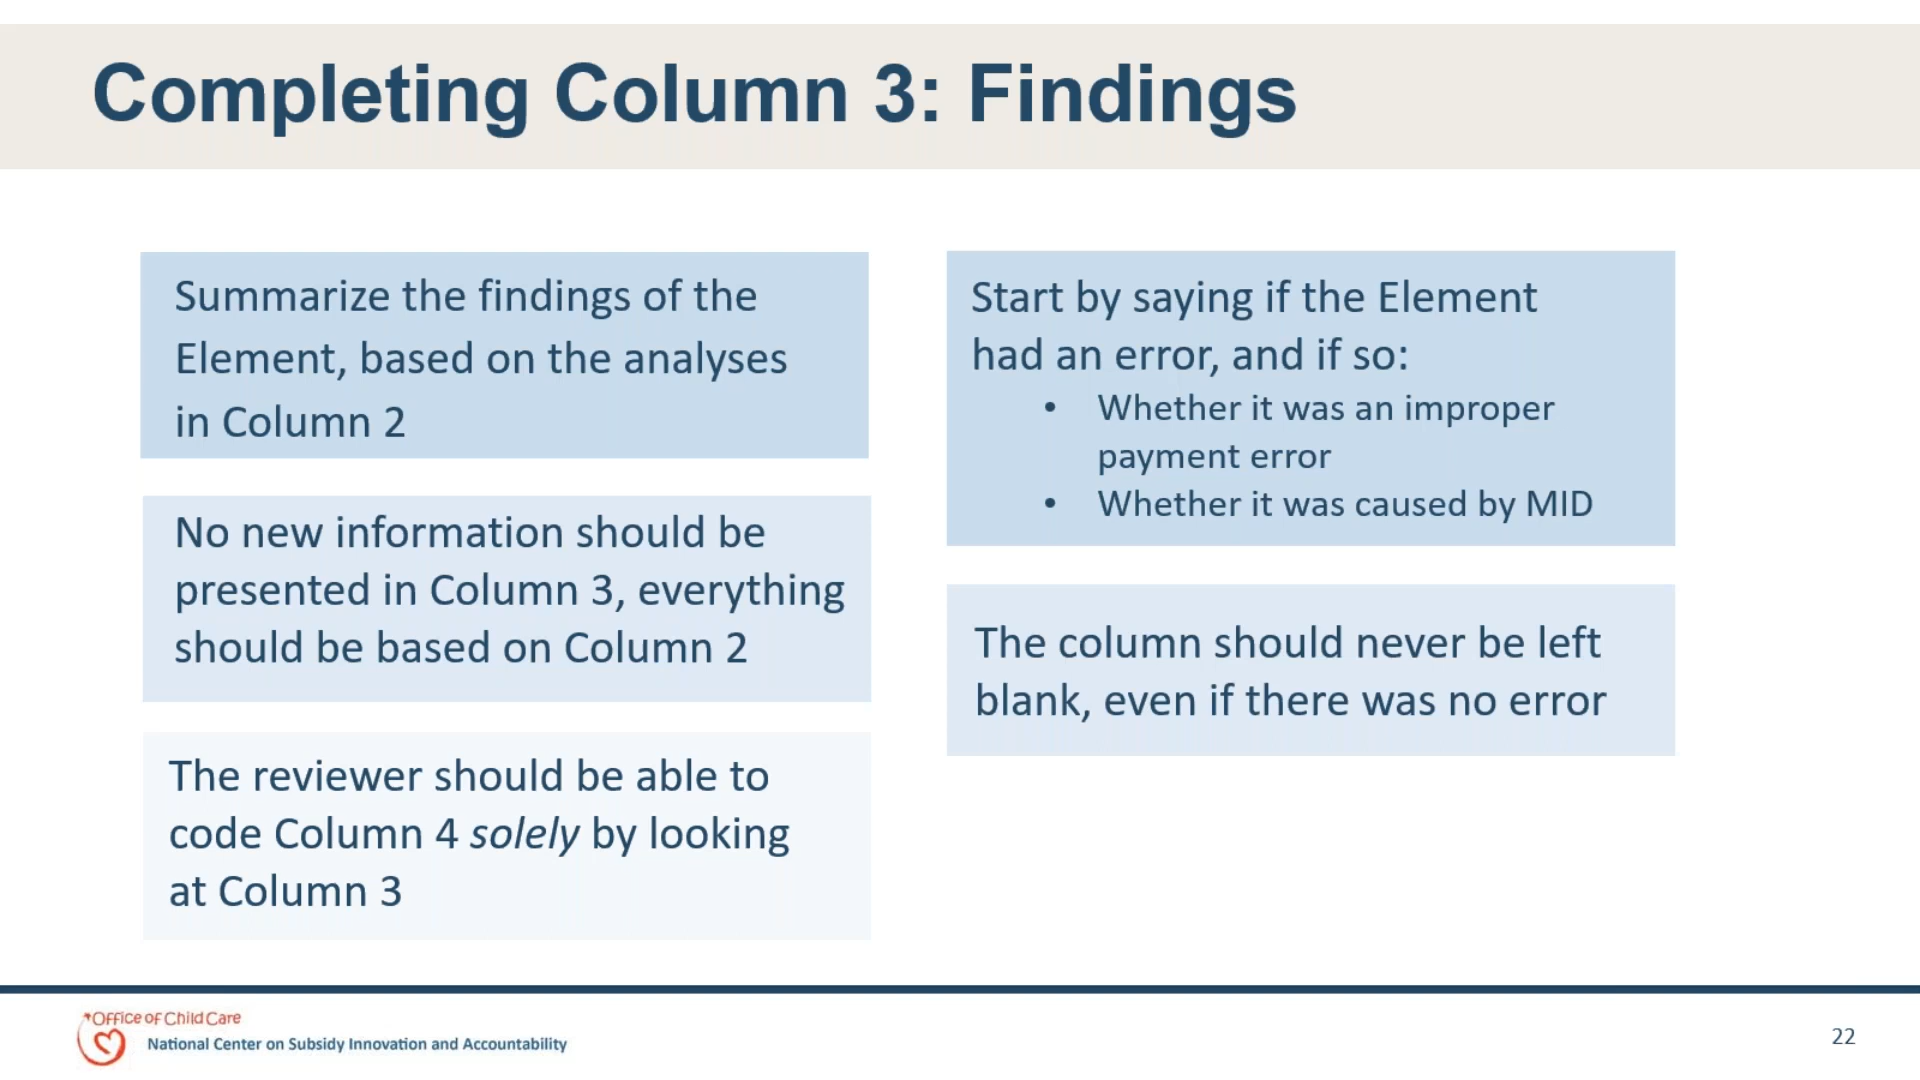 Completing Column 3: Findings
Summarize the findings of the
Element, based on the analyses
in Column 2
No new information should be
presented in Column 3, everything
should be based on Column 2
The reviewer should be able to
code Column 4 solely by looking
at Column 3
Start by saying if the Element
had an error, and if so:
• Whether it was an improper
payment error
• Whether it was caused by MID
The column should never be left
blank, even if there was no error
Office of Child Care
National Center on Subsidy Innovation and Accountability
22